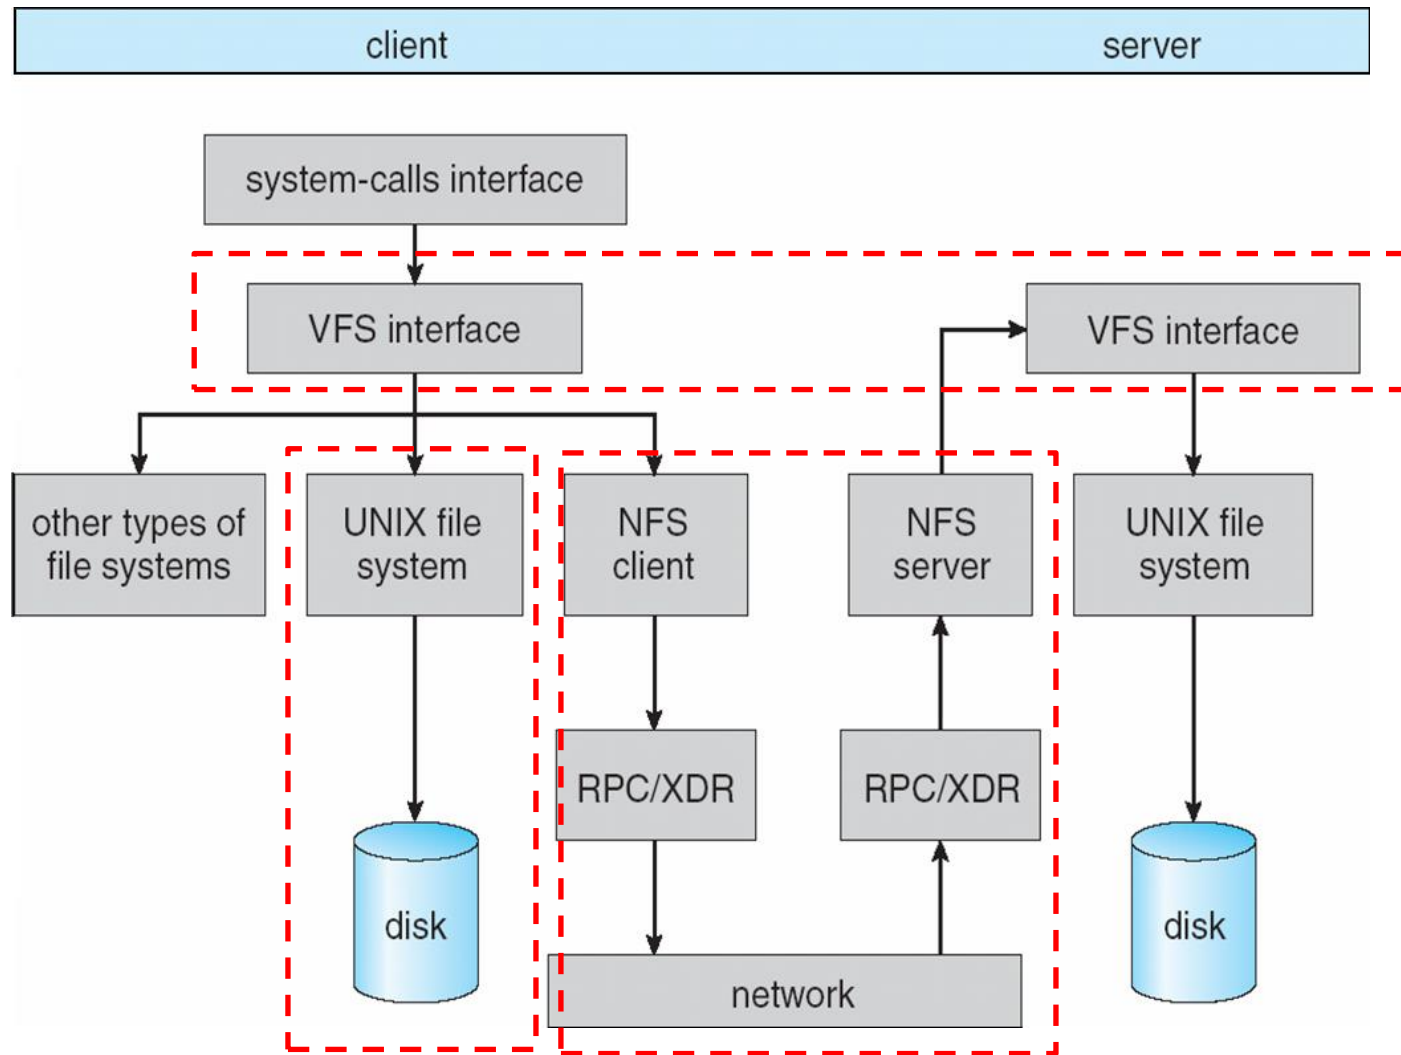 client
server
system-calls interface
VFS interface
VFS interface
other types of
file systems
UNIX file
system
NFS
client
NFS
server
UNIX file
system
RPC/XDR
RPC/XDR
disk
disk
network